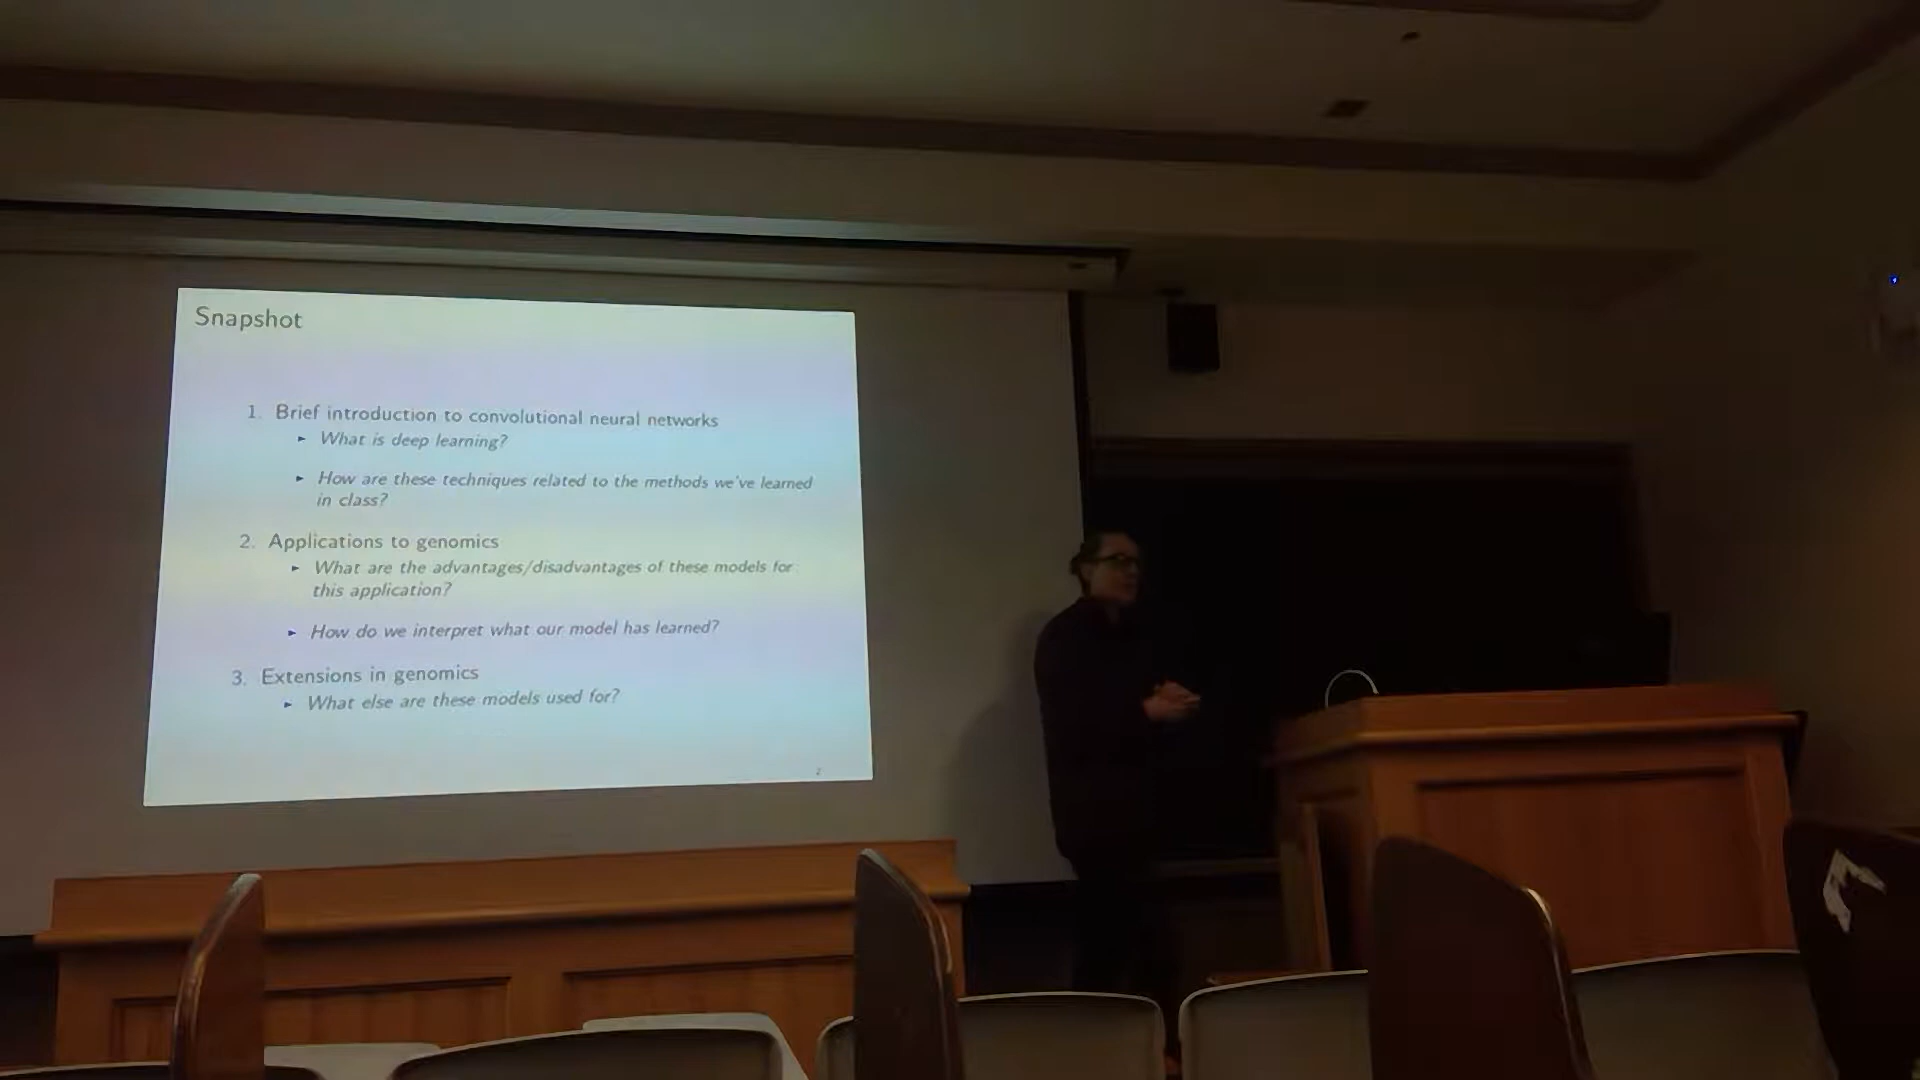 Snapshot
1. Brief introduction to convolutional neural networks
► What is deep learning?
► How are these techniques related to the methods we've learned
in class?
2. Applications to genomics
► What are the advantages/disadvantages of these models for
this application?
► How do we interpret what our model has learned?
3. Extensions in genomics
► What else are these models used for?
2